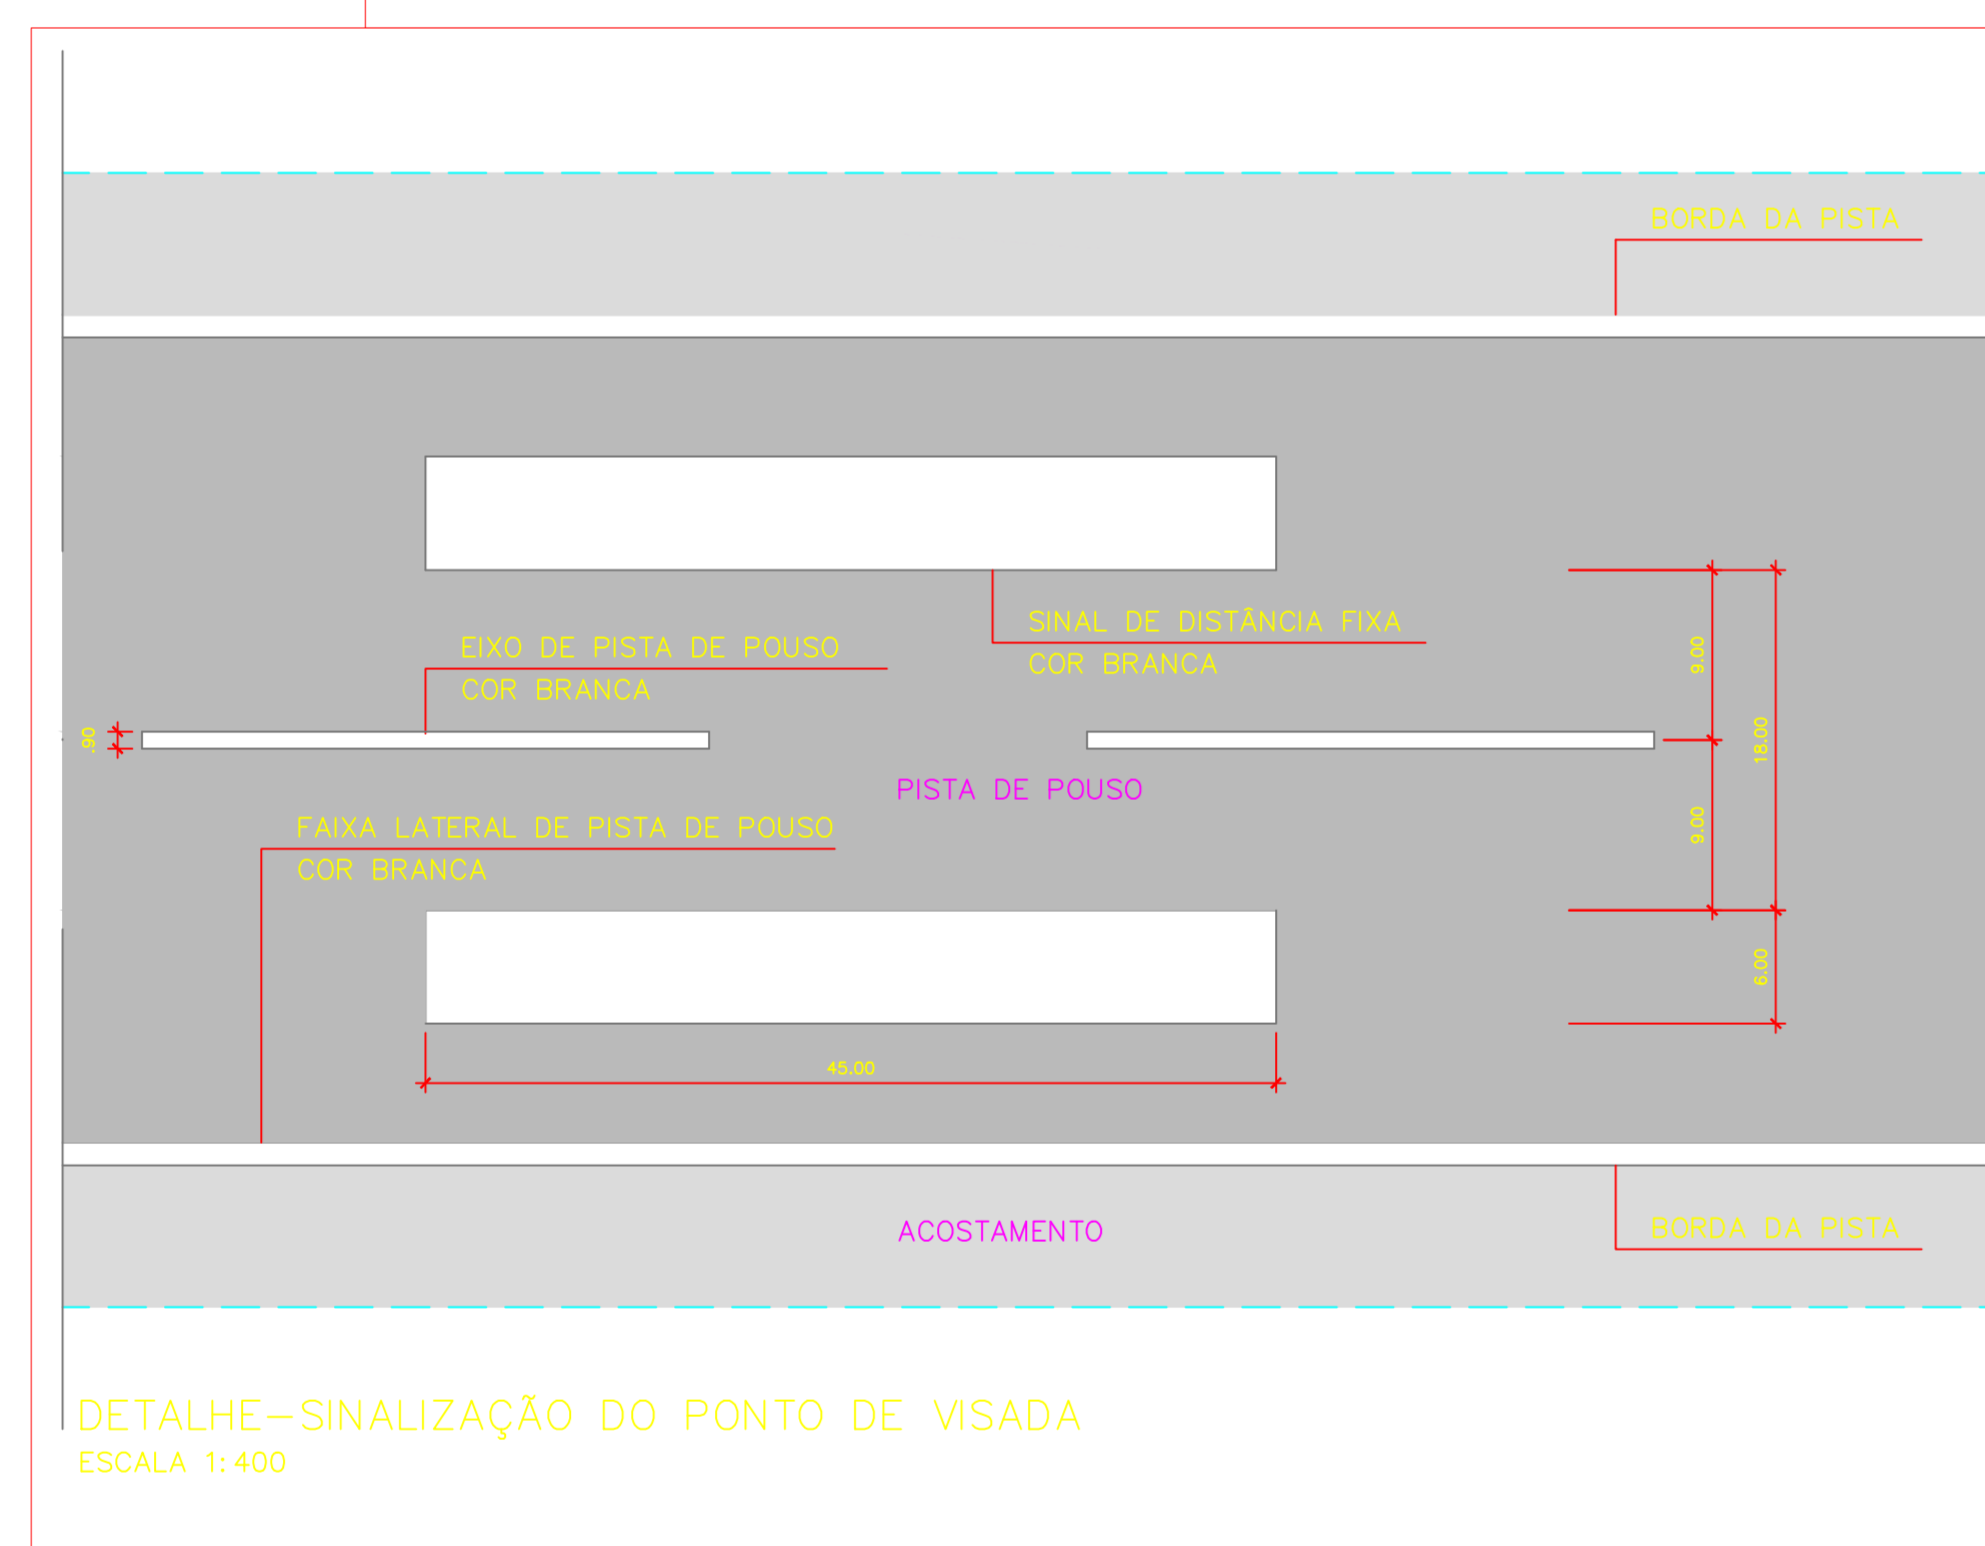 BORDA DA PISTA
SINAL DE DISTÂNCIA FIXA
COR BRANCA
EIXO DE PISTA DE POUSO
COR BRANCA
9.00
.90
18.00
PISTA DE POUSO
9.00
FAIXA LATERAL DE PISTA DE POUSO
COR BRANCA
6.00
45.00
ACOSTAMENTO
BORDA DA PISTA
DETALHE-SINALIZAÇÃO DO PONTO DE VISADA
ESCALA 1:400